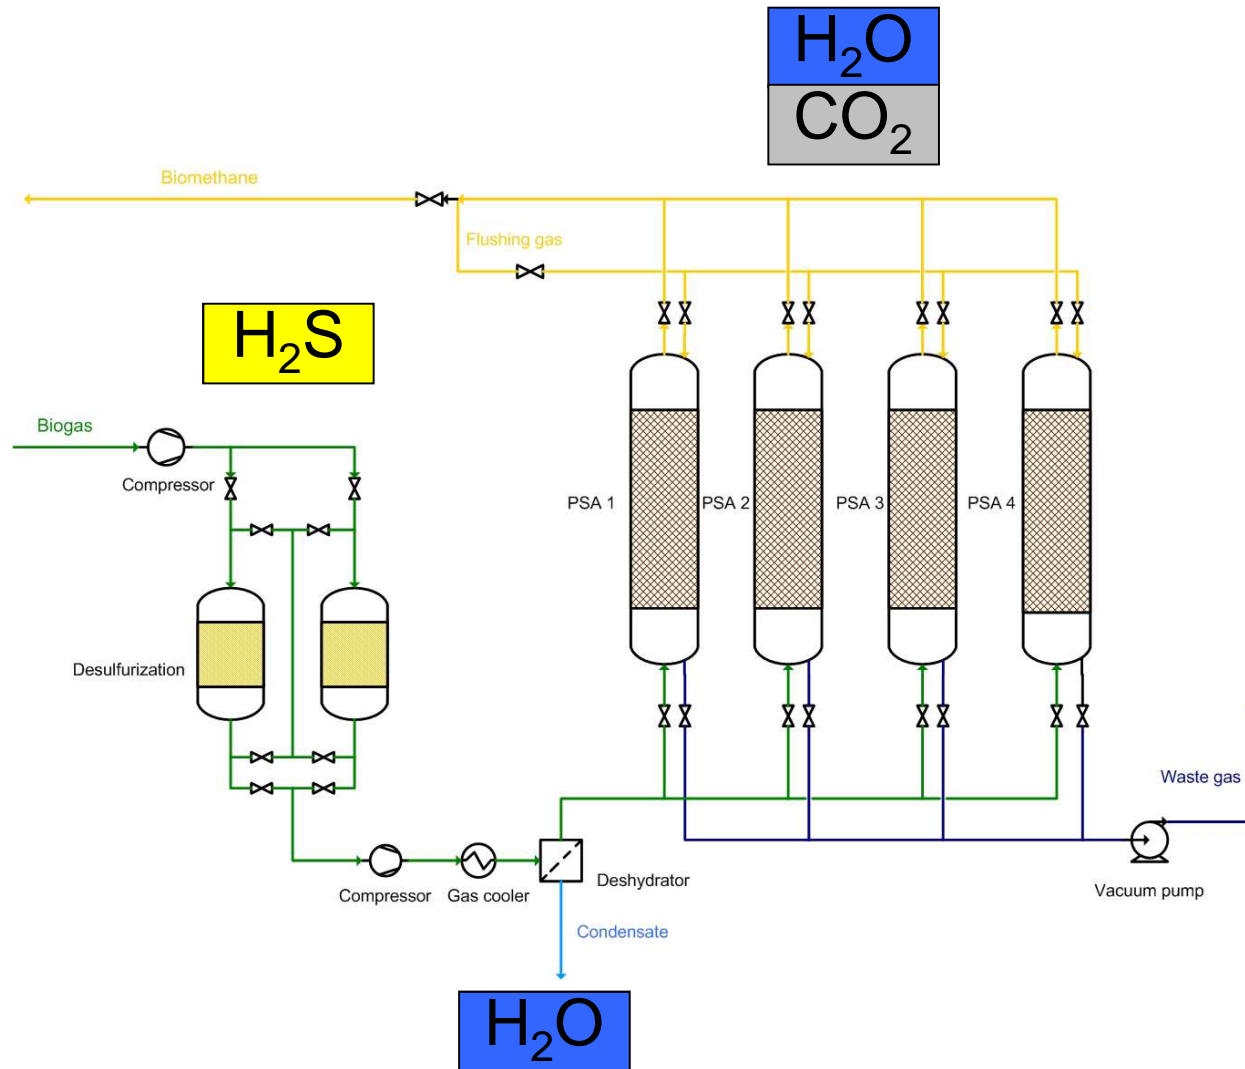 H₂O
CO₂
Biomethane
Flushing gas
H₂S
Biogas
Compressor
PSA 1
PSA 2
PSA 3
PSA 4
Desulfurization
Waste gas
Compressor
Gas cooler
Deshydrator
Vacuum pump
Condensate
H₂O